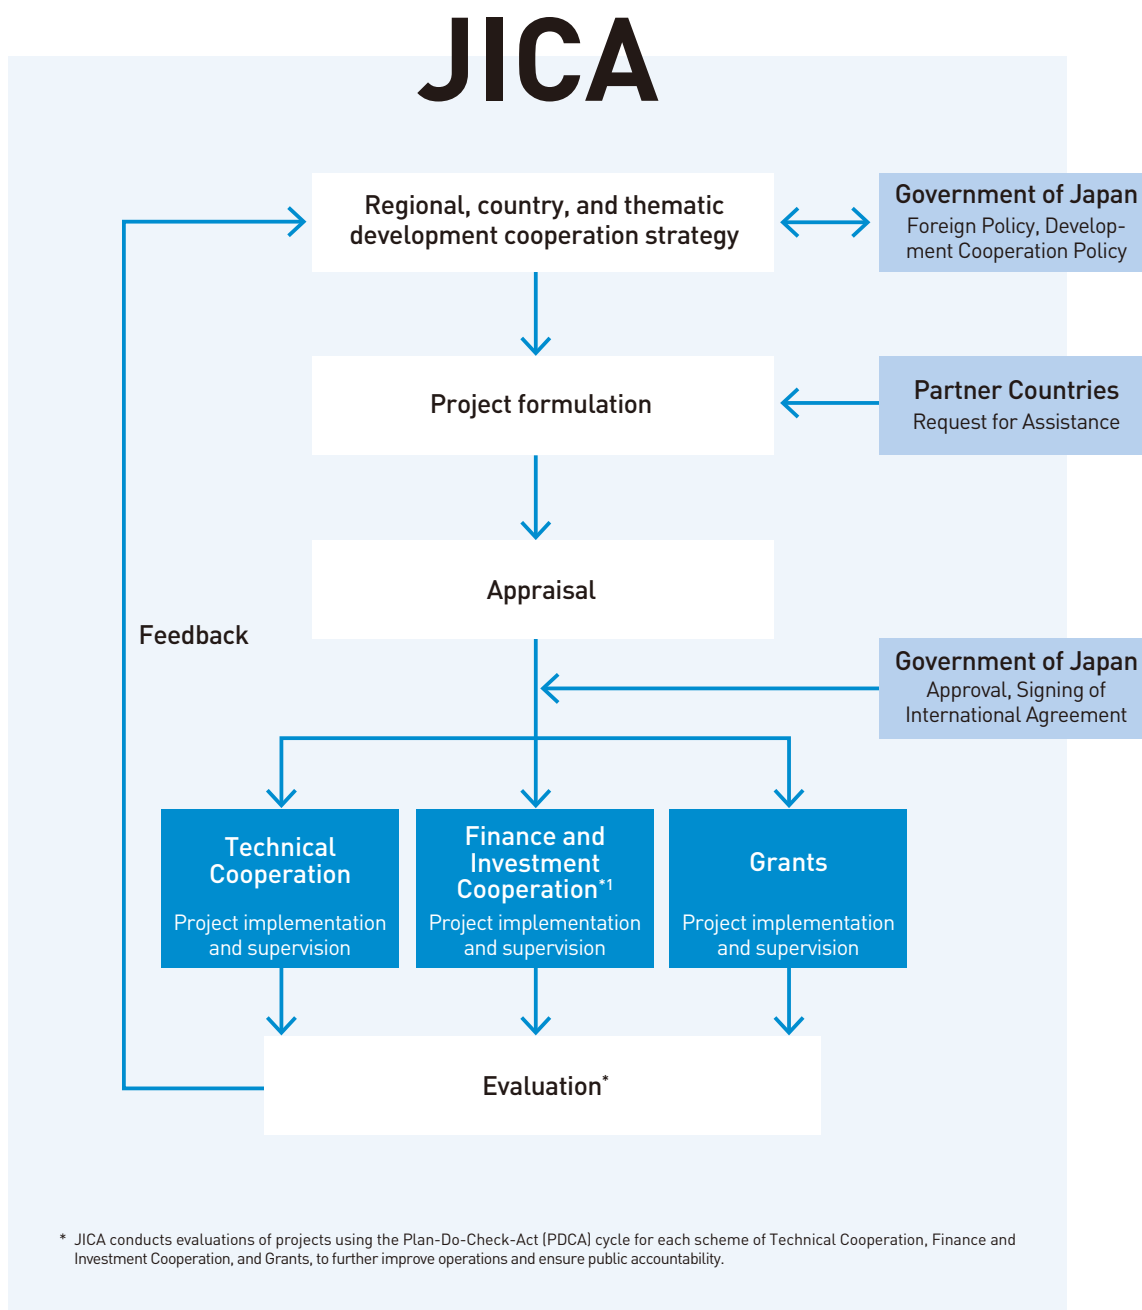 JICA
Regional, country, and thematic
development cooperation strategy
Government of Japan
Foreign Policy, Develop-
ment Cooperation Policy
Project formulation
Partner Countries
Request for Assistance
Appraisal
Feedback
Government of Japan
Approval, Signing of
International Agreement
Technical
Cooperation
Project implementation
and supervision
Finance and
Investment
Cooperation*1
Project implementation
and supervision
Grants
Project implementation
and supervision
Evaluation*
* JICA conducts evaluations of projects using the Plan-Do-Check-Act (PDCA) cycle for each scheme of Technical Cooperation, Finance and
Investment Cooperation, and Grants, to further improve operations and ensure public accountability.